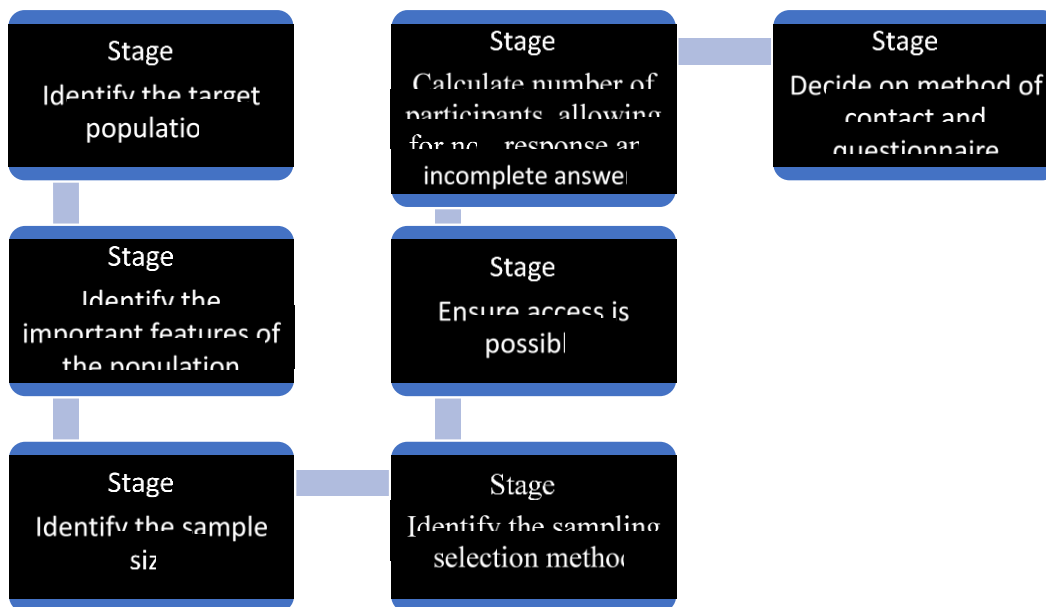 Stage
Identify the target
populatio
Stage
Identify the
important features of
the population
Stage
Identify the sample
siz
Stage
Identify the sampling
selection metho
Stage
Ensure access is
possibl
Stage
Calculate number of
participants, allowing
for response
incomplete answe
Stage
Decide on method of
contact and
questionnaire